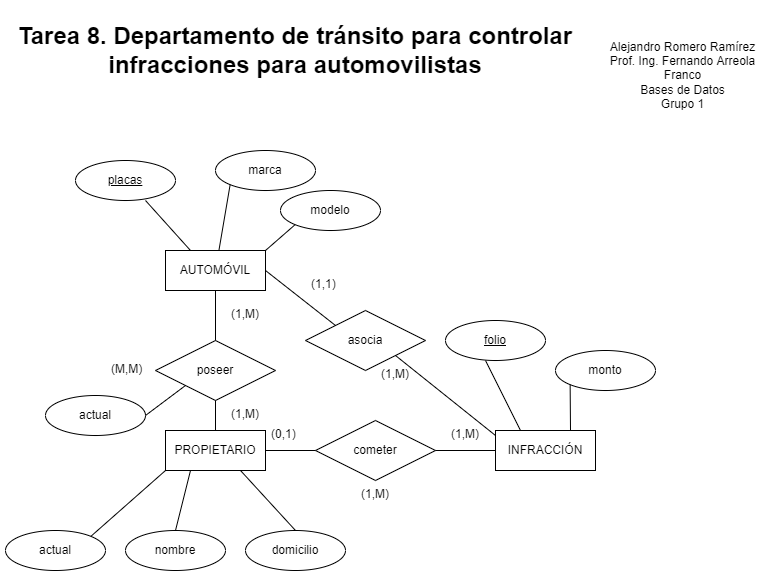 Tarea 8. Departamento de tránsito para controlar
infracciones para automovilistas
Alejandro Romero Ramírez
Prof. Ing. Fernando Arreola
Franco
Bases de Datos
Grupo 1
placas
marca
modelo
AUTOMÓVIL
(1,1)
(1,M)
asocia
folio
(M,M)
poseer
(1,M)
monto
actual
(1,M)
(0,1)
(1,M)
PROPIETARIO
cometer
INFRACCIÓN
(1,M)
actual
nombre
domicilio